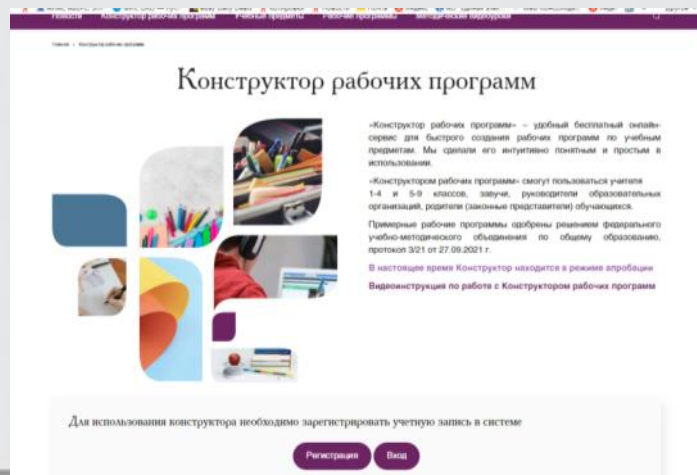 Новости Конструктор рабочих программ Учебные предметы Рабочие программы Методические видеоуроки
Главная Конструктор рабочих программ
Конструктор рабочих программ
«Конструктор рабочих программ» – удобный бесплатный онлайн-
сервис для быстрого создания рабочих программ по учебным
предметам. Мы сделали его интуитивно понятным и простым в
использовании.
«Конструктором рабочих программ» смогут пользоваться учителя
1-4 и 5-9 классов, завучи, руководители образовательных
организаций, родители (законные представители) обучающихся.
Примерные рабочие программы одобрены решением федерального
учебно-методического объединения по общему образованию,
протокол 3/21 от 27.09.2021 г.
В настоящее время Конструктор находится в режиме апробации
Видеоинструкция по работе с Конструктором рабочих программ
Для использования конструктора необходимо зарегистрировать учетную запись в системе
Регистрация Вход